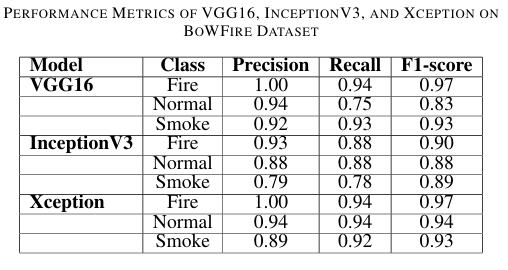 PERFORMANCE METRICS OF VGG16, INCEPTIONV3, AND XCEPTION ON
BOWFIRE DATASET
Model Class Precision Recall F1-score
VGG16 Fire 1.00 0.94 0.97
Normal 0.94 0.75 0.83
Smoke 0.92 0.93 0.93
InceptionV3 Fire 0.93 0.88 0.90
Normal 0.88 0.88 0.88
Smoke 0.79 0.78 0.89
Xception Fire 1.00 0.94 0.97
Normal 0.94 0.94 0.94
Smoke 0.89 0.92 0.93